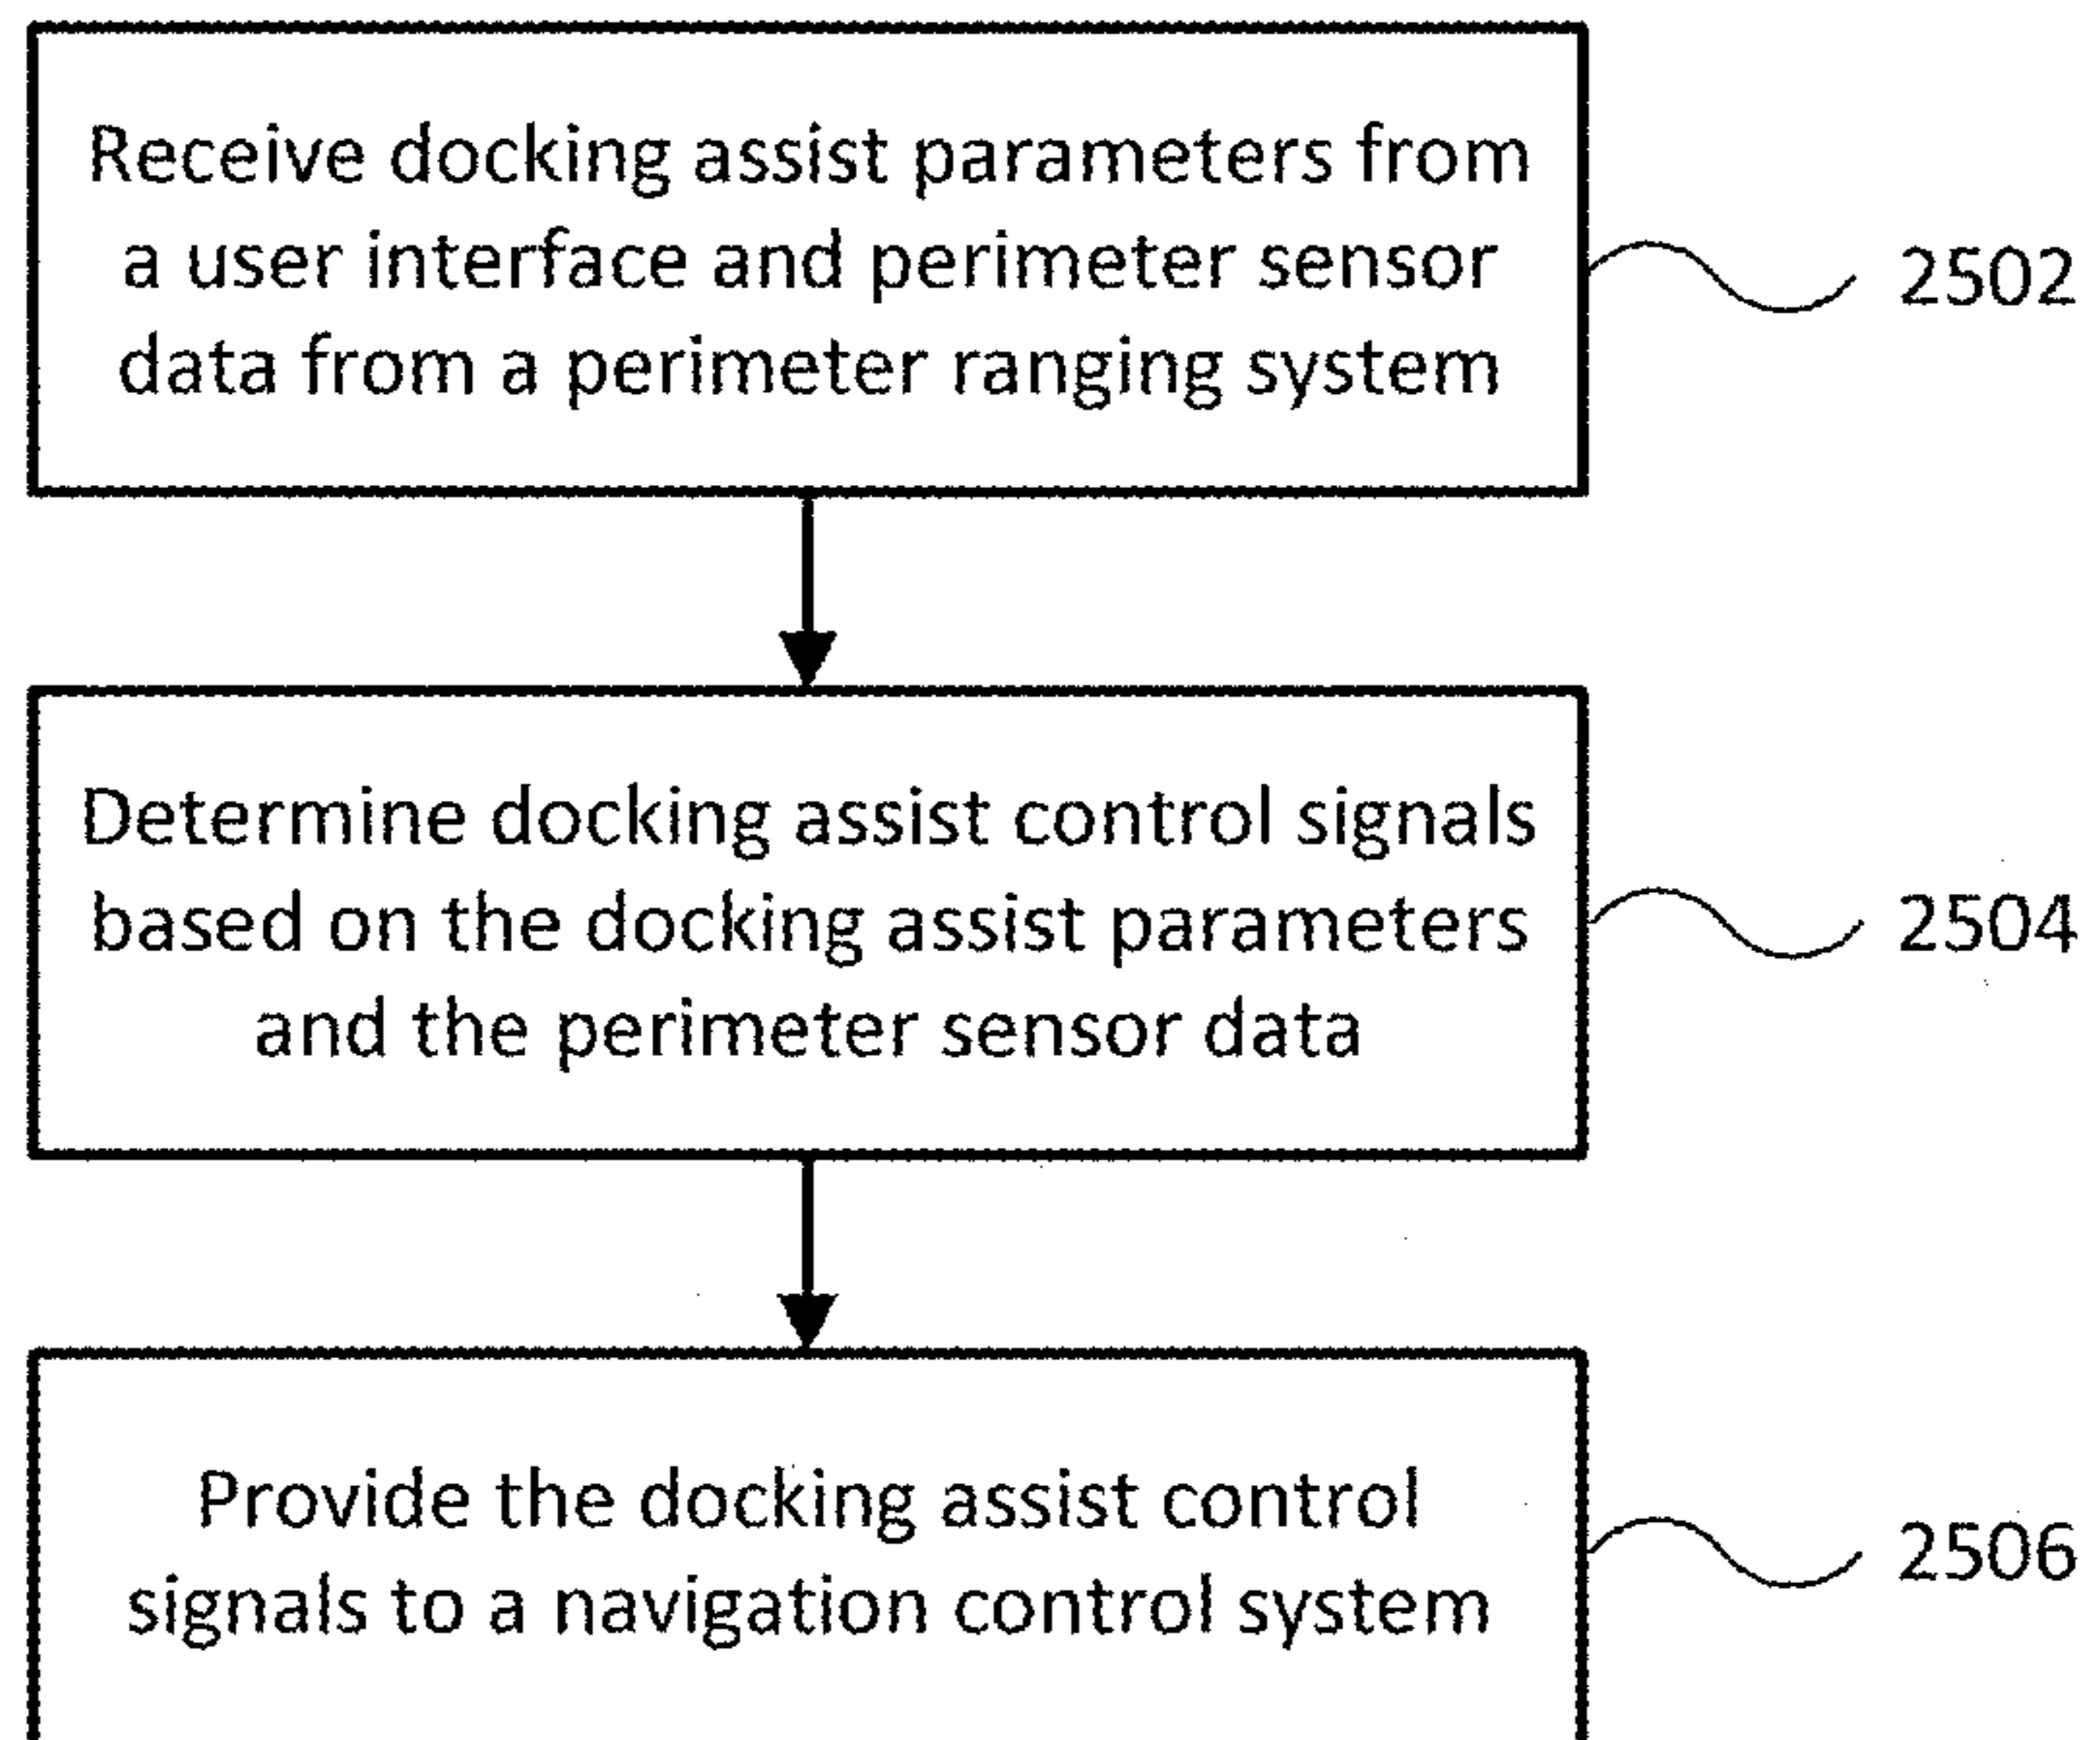 Receive docking assist parameters from
a user interface and perimeter sensor
data from a perimeter ranging system
2502
Determine docking assist control signals
based on the docking assist parameters
and the perimeter sensor data
2504
Provide the docking assist control
signals to a navigation control system
2506